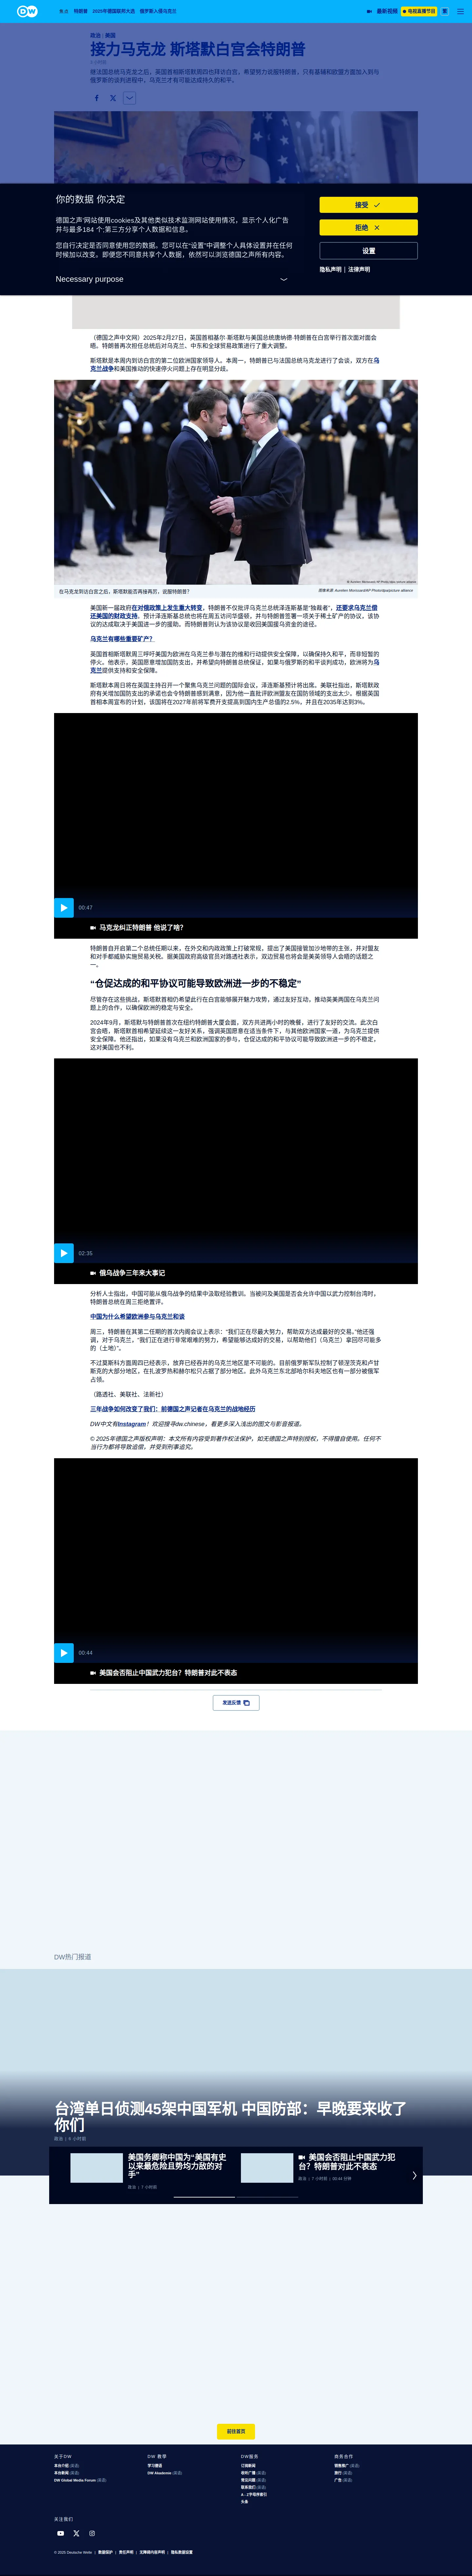 DW
焦点 特朗普 2025年德国联邦大选 俄罗斯入侵乌克兰
最新视频 电视直播节目
政治 美国
接力马克龙 斯塔默白宫会特朗普
继法国总统马克龙之后，英国首相斯塔默周四也拜访白宫，希望努力说服特朗普，只有基辅和欧盟方面加入到与
俄罗斯的谈判进程中，乌克兰才有可能实现永久和平。
你的数据 你决定
德国之声'网站使用cookies及其他类似技术监测网站使用情况，显示个人化广告
并与最多184 个;第三方分享个人数据和信息。
您自行决定是否同意使用您的数据。您可以在"设置"中调整个人具体设置并在任何
时候加以改变。即便您不同意共享个人数据，依然可以浏览德国之声所有内容。
Necessary purpose
接受
拒绝
设置
隐私声明 | 法律声明
（德国之声中文网）2025年2月27日，英国首相基尔·斯塔默与美国总统唐纳德·特朗普在白宫举行首次面对面会
晤。特朗普再次担任总统后对乌克兰、中东和全球贸易政策进行了重大调整。
斯塔默是本周内到访白宫的第二位欧洲国家领导人。本周一，特朗普已与法国总统马克龙进行了会谈，双方在乌
克兰战争和美国推动的快速停火问题上存在明显分歧。
© Aurelien Morissard/AP Photo/dpa/picture alliance
在马克龙到访白宫之后，斯塔默能否再接再厉，说服特朗普？
图像来源: Aurelien Morissard/AP Photo/dpa/picture alliance
美国新一届政府在对俄政策上发生重大转变，特朗普不仅批评乌克兰总统泽连斯基是"独裁者"，还要求乌克兰偿
还美国的财政支持。预计泽连斯基总统也将在周五访问华盛顿，并与特朗普签署一项关于稀土矿产的协议。该协
议的达成取决于美国进一步的援助。而特朗普则认为该协议是收回美国援乌资金的途径。
乌克兰有哪些重要矿产？
英国首相斯塔默周三呼吁美国为欧洲在乌克兰参与潜在的维和行动提供安全保障，以确保持久和平，而非短暂的
停火。他表示，英国愿意增加国防支出，并希望向特朗普总统保证，如果与俄罗斯的和平谈判成功，欧洲将为乌
克兰提供支持和安全保障。
斯塔默本周日将在英国主持召开一个聚焦乌克兰问题的国际会议，泽连斯基预计将出席。美联社指出，斯塔默政
府有关增加国防支出的承诺也会令特朗普感到满意，因为他一直批评欧洲盟友在国防领域的支出太少。根据英国
首相本周宣布的计划，该国将在2027年前将军费开支提高到国内生产总值的2.5%，并且在2035年达到3%。
00:47
马克龙纠正特朗普 他说了啥？
特朗普自开启第二个总统任期以来，在外交和内政政策上打破常规，提出了美国接管加沙地带的主张，并对盟友
和对手都威胁实施贸易关税。据美国政府高级官员对路透社表示，双边贸易也将会是美英领导人会晤的话题之
一。
"仓促达成的和平协议可能导致欧洲进一步的不稳定"
尽管存在这些挑战，斯塔默首相仍希望此行在白宫能够展开魅力攻势，通过友好互动，推动英美两国在乌克兰问
题上的合作，以确保欧洲的稳定与安全。
2024年9月，斯塔默与特朗普首次在纽约特朗普大厦会面，双方共进两小时的晚餐，进行了友好的交流。此次白
宫会晤，斯塔默首相希望延续这一友好关系，强调英国愿意在适当条件下，与其他欧洲国家一道，为乌克兰提供
安全保障。他还指出，如果没有乌克兰和欧洲国家的参与，仓促达成的和平协议可能导致欧洲进一步的不稳定，
这对美国也不利。
02:35
俄乌战争三年来大事记
分析人士指出，中国可能从俄乌战争的结果中汲取经验教训。当被问及美国是否会允许中国以武力控制台湾时，
特朗普总统在周三拒绝置评。
中国为什么希望欧洲参与乌克兰和谈
周三，特朗普在其第二任期的首次内阁会议上表示："我们正在尽最大努力，帮助双方达成最好的交易。"他还强
调，对于乌克兰，"我们正在进行非常艰难的努力，希望能够达成好的交易，以帮助他们（乌克兰）拿回尽可能多
的（土地）"。
不过莫斯科方面周四已经表示，放弃已经吞并的乌克兰地区是不可能的。目前俄罗斯军队控制了顿涅茨克和卢甘
斯克的大部分地区，在扎波罗热和赫尔松只占据了部分地区。此外乌克兰东北部哈尔科夫地区也有一部分被俄军
占领。
（路透社、美联社、法新社）
三年战争如何改变了我们：前德国之声记者在乌克兰的战地经历
DW中文有Instagram！欢迎搜寻dw.chinese，看更多深入浅出的图文与影音报道。
© 2025年德国之声版权声明：本文所有内容受到著作权法保护，如无德国之声特别授权，不得擅自使用。任何不
当行为都将导致追偿，并受到刑事追究。
00:44
美国会否阻止中国武力犯台？特朗普对此不表态
发送反馈
DW热门报道
台湾单日侦测45架中国军机 中国防部：早晚要来收了
你们
政治 | 6 小时前
美国务卿称中国为"美国有史
以来最危险且势均力敌的对
手"
政治 | 7 小时前
美国会否阻止中国武力犯
台？特朗普对此不表态
政治 | 7 小时前 | 00:44 分钟
前往首页
关于DW
本台介绍 (英语)
本台新闻 (英语)
DW Global Media Forum (英语)
DW 教学
学习德语
DW Akademie (英语)
DW服务
订阅新闻
收听广播 (英语)
常见问题 (英语)
联系我们 (英语)
A - Z字母序索引
头条
商务合作
销售推广 (英语)
旅行 (英语)
广告 (英语)
关注我们
© 2025 Deutsche Welle | 数据保护 | 责任声明 | 无障碍内容声明 | 隐私数据设置